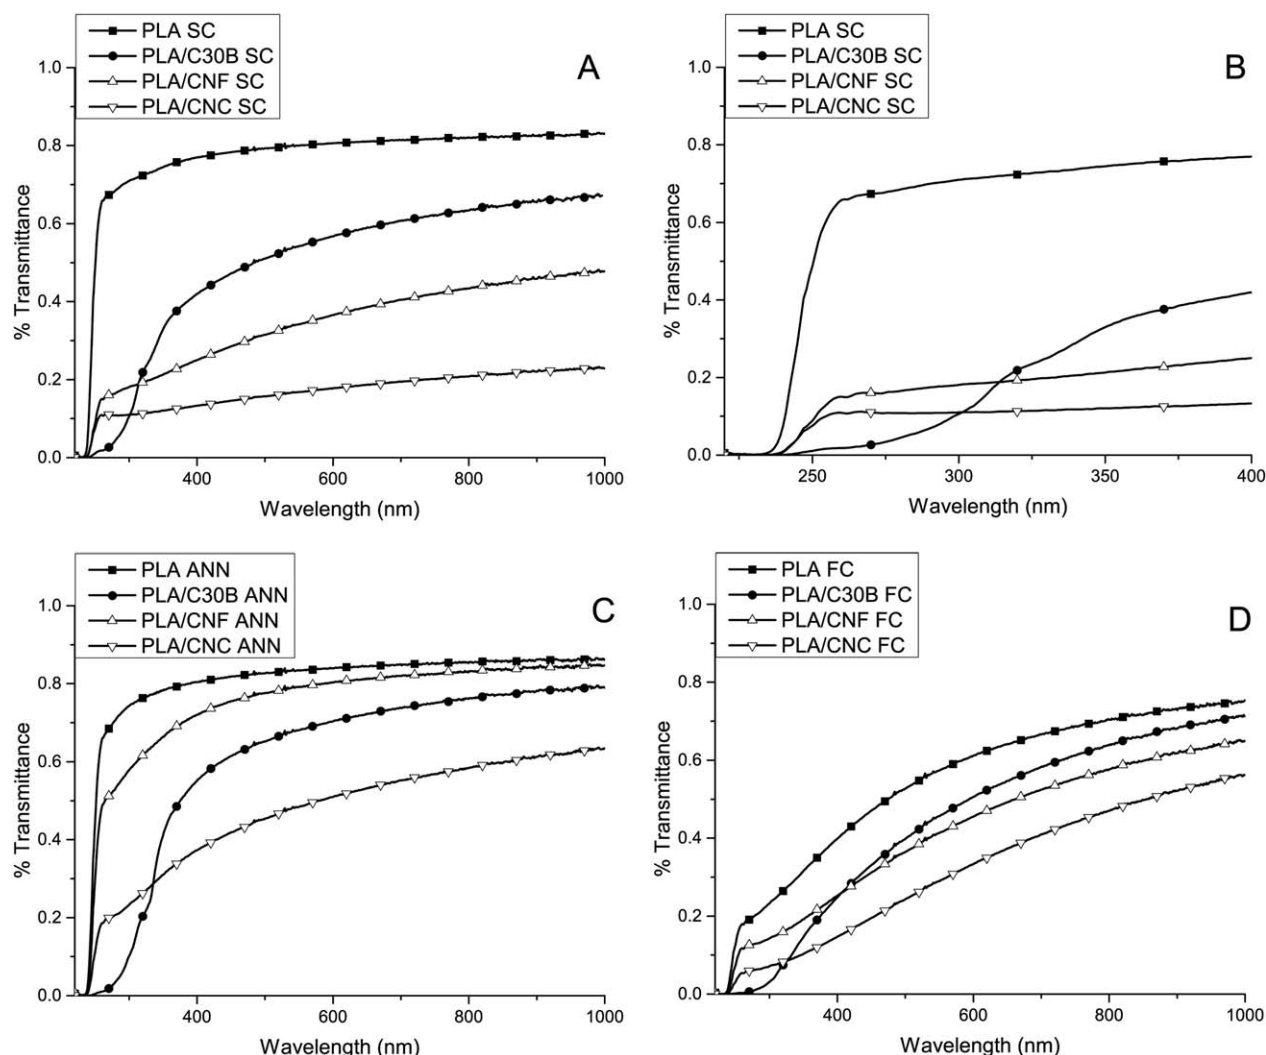 PLA SC
PLA/C30B SC
PLA/CNF SC
PLA/CNC SC
A
1.0
0.8
0.6
0.4
0.2
0.0
% Transmittance
400
600
800
1000
Wavelength (nm)
PLA SC
PLA/C30B SC
PLA/CNF SC
PLA/CNC SC
B
1.0
0.8
0.6
0.4
0.2
0.0
% Transmittance
250
300
350
400
Wavelength (nm)
PLA ANN
PLA/C30B ANN
PLA/CNF ANN
PLA/CNC ANN
C
1.0
0.8
0.6
0.4
0.2
0.0
% Transmittance
400
600
800
1000
Wavelength (nm)
PLA FC
PLA/C30B FC
PLA/CNF FC
PLA/CNC FC
D
1.0
0.8
0.6
0.4
0.2
0.0
% Transmittance
400
600
800
1000
Wavelength (nm)